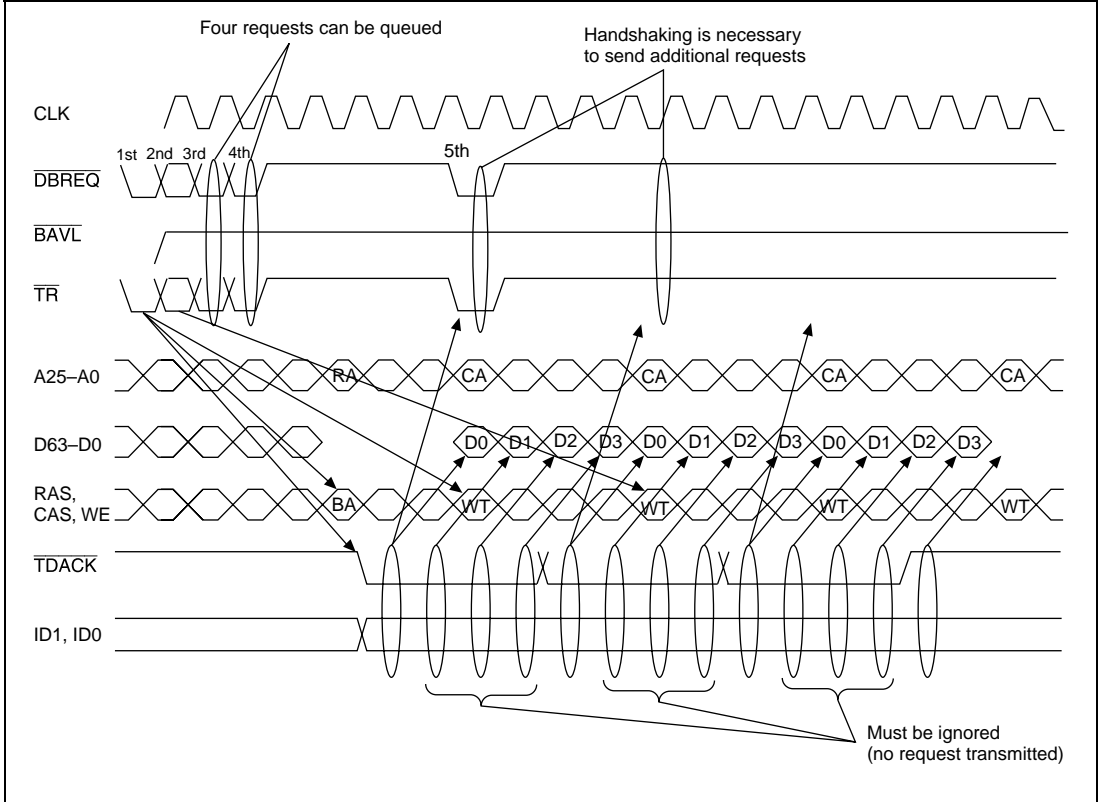 Four requests can be queued
Handshaking is necessary
to send additional requests
CLK
1st 2nd 3rd 4th 5th
DBREQ
BAVL
TR
A25–A0 RA CA CA CA CA
D63–D0 D0 D1 D2 D3 D0 D1 D2 D3 D0 D1 D2 D3
RAS,
CAS, WE BA WT WT WT WT
TDACK
ID1, ID0
Must be ignored
(no request transmitted)